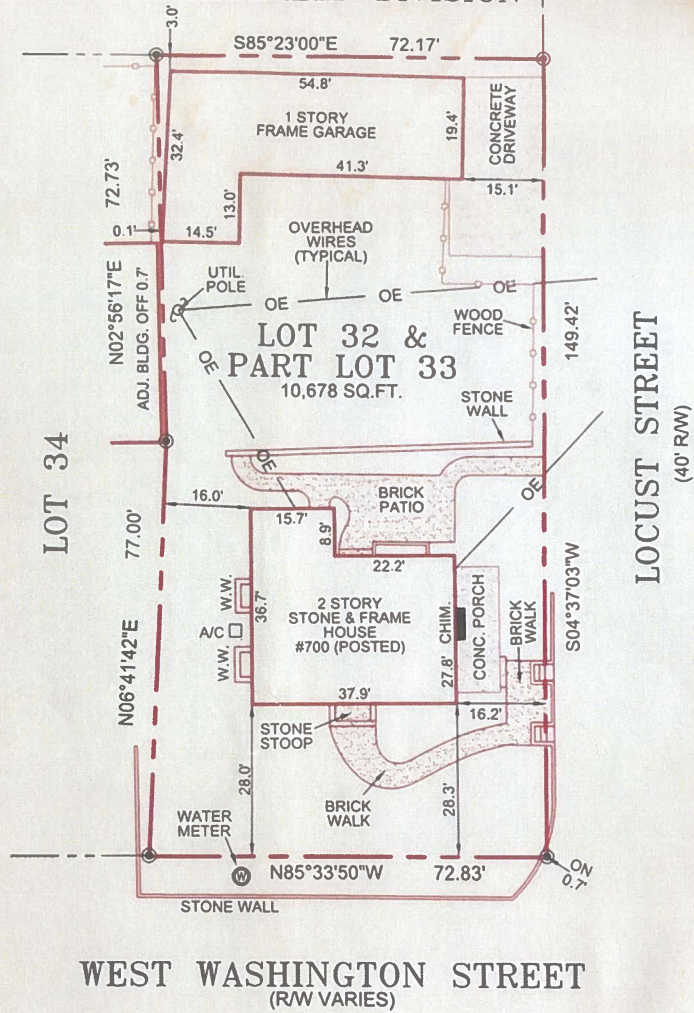 DIVISION
3.0'
S85°23'00"E 72.17'
54.8'
1 STORY
FRAME GARAGE
32.4'
19.4'
CONCRETE
DRIVEWAY
41.3'
15.1'
72.73'
13.0'
0.1'
14.5'
OVERHEAD
WIRES
(TYPICAL)
N02°56'17"E
ADJ. BLDG. OFF 0.7'
UTIL.
POLE
OE
OE
OE
OE
WOOD
FENCE
149.42'
LOT 32 &
PART LOT 33
10,678 SQ.FT.
STONE
WALL
LOCUST STREET
(40' R/W)
LOT 34
OE
OE
BRICK
PATIO
16.0'
15.7'
8.9'
22.2'
77.00'
N06°41'42"E
W.W.
A/C
W.W.
36.7'
2 STORY
STONE & FRAME
HOUSE
#700 (POSTED)
CHIM.
27.8'
CONC. PORCH
BRICK
WALK
S04°37'03"W
37.9'
16.2'
STONE
STOOP
28.0'
28.3'
BRICK
WALK
WATER
METER
W
N85°33'50"W 72.83'
ON
0.7'
STONE WALL
WEST WASHINGTON STREET
(R/W VARIES)